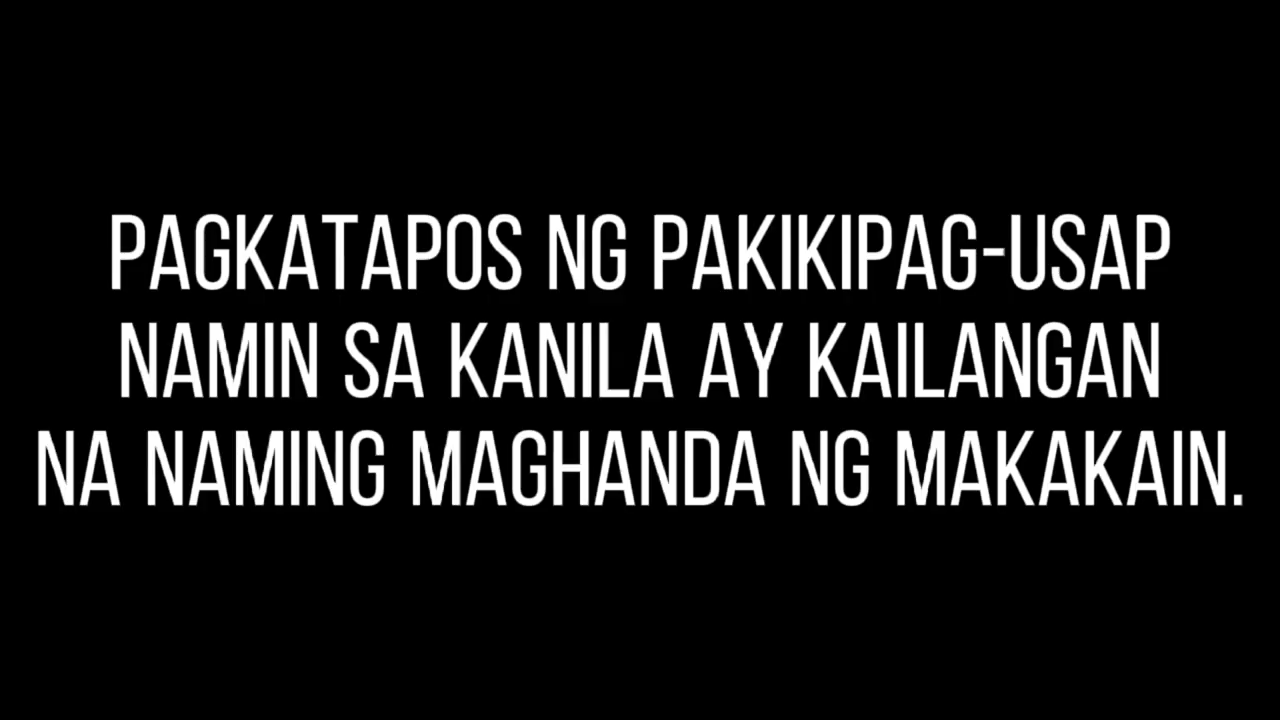 PAGKATAPOS NG PAKIKIPAG-USAP
NAMIN SA KANILA AY KAILANGAN
NA NAMING MAGHANDA NG MAKAKAIN.